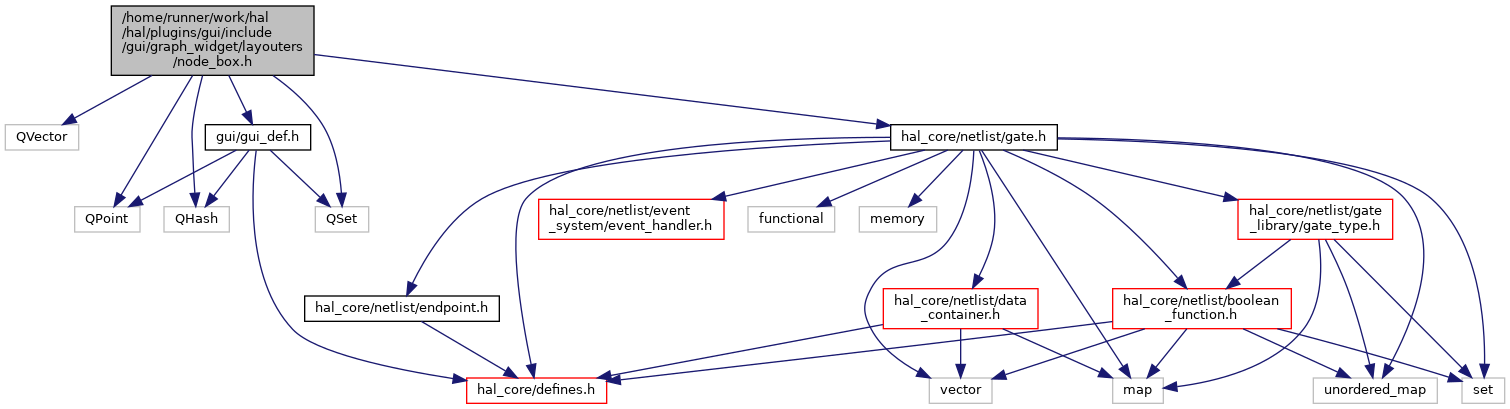 /home/runner/work/hal
/hal/plugins/gui/include
/gui/graph_widget/layouters
/node_box.h
QVector
gui/gui_def.h
hal_core/netlist/gate.h
QPoint
QHash
QSet
hal_core/netlist/event
_system/event_handler.h
functional
memory
hal_core/netlist/gate
_library/gate_type.h
hal_core/netlist/endpoint.h
hal_core/netlist/data
_container.h
hal_core/netlist/boolean
_function.h
hal_core/defines.h
vector
map
unordered_map
set